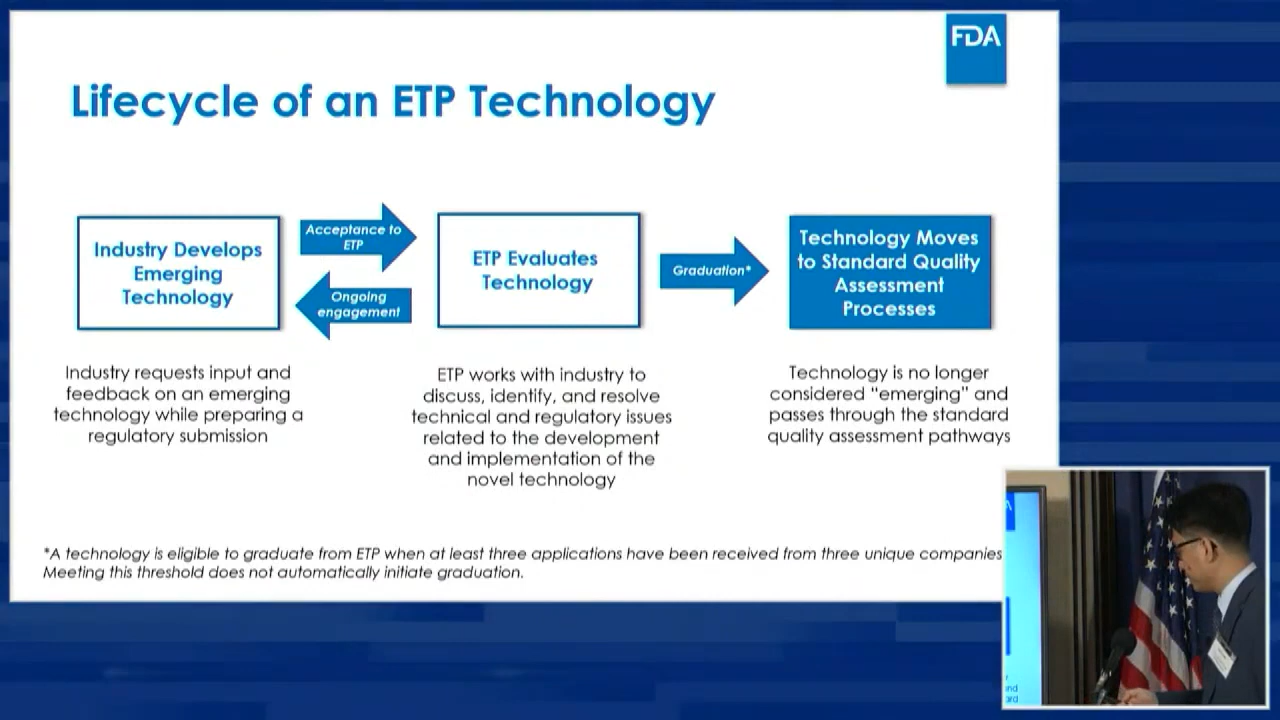 FDA
Lifecycle of an ETP Technology
Industry Develops
Emerging
Technology
Acceptance to
ETP
Ongoing
engagement
ETP Evaluates
Technology
Graduation*
Technology Moves
to Standard Quality
Assessment
Processes
Industry requests input and
feedback on an emerging
technology while preparing a
regulatory submission
ETP works with industry to
discuss, identify, and resolve
technical and regulatory issues
related to the development
and implementation of the
novel technology
Technology is no longer
considered “emerging” and
passes through the standard
quality assessment pathways
*A technology is eligible to graduate from ETP when at least three applications have been received from three unique companies
Meeting this threshold does not automatically initiate graduation.